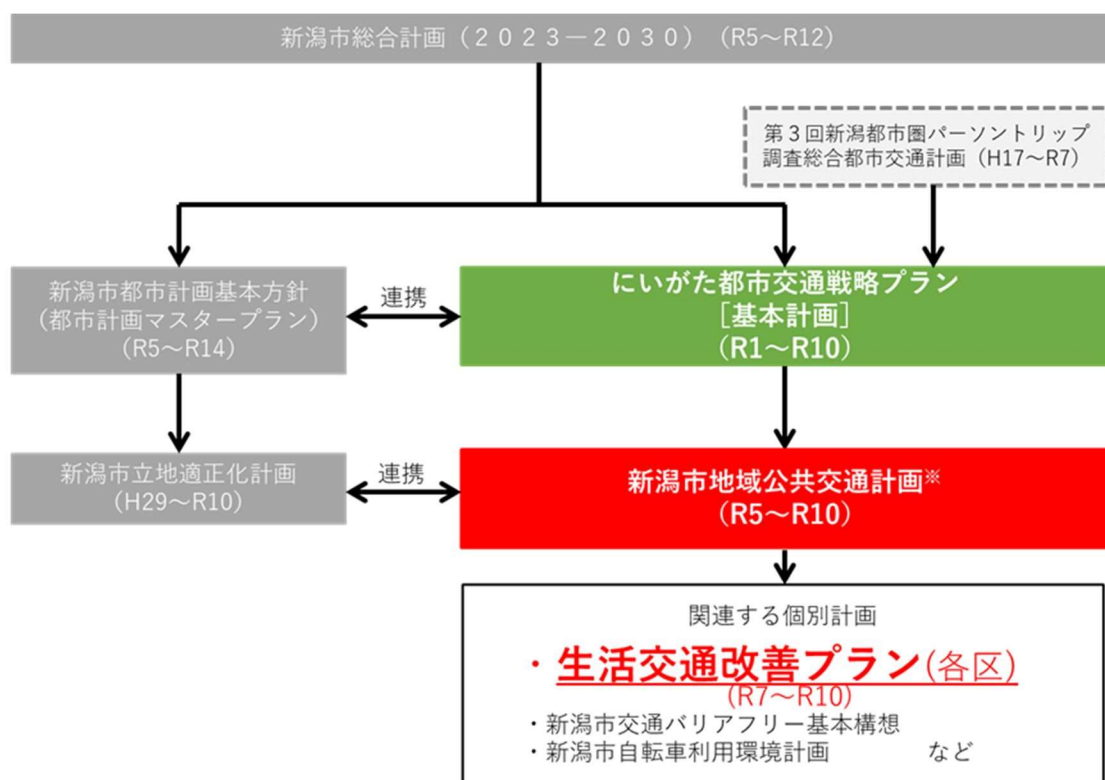 新潟市総合計画(２０２３－２０３０) (R5～R12)
第３回新潟都市圏パーソントリップ
調査総合都市交通計画(H17～R7)
新潟市都市計画基本方針
(都市計画マスタープラン)
(R5～R14)
連携
にいがた都市交通戦略プラン
[基本計画]
(R1～R10)
新潟市立地適正化計画
(H29～R10)
連携
新潟市地域公共交通計画※
(R5～R10)
関連する個別計画
・生活交通改善プラン(各区)
(R7～R10)
・新潟市交通バリアフリー基本構想
・新潟市自転車利用環境計画 など